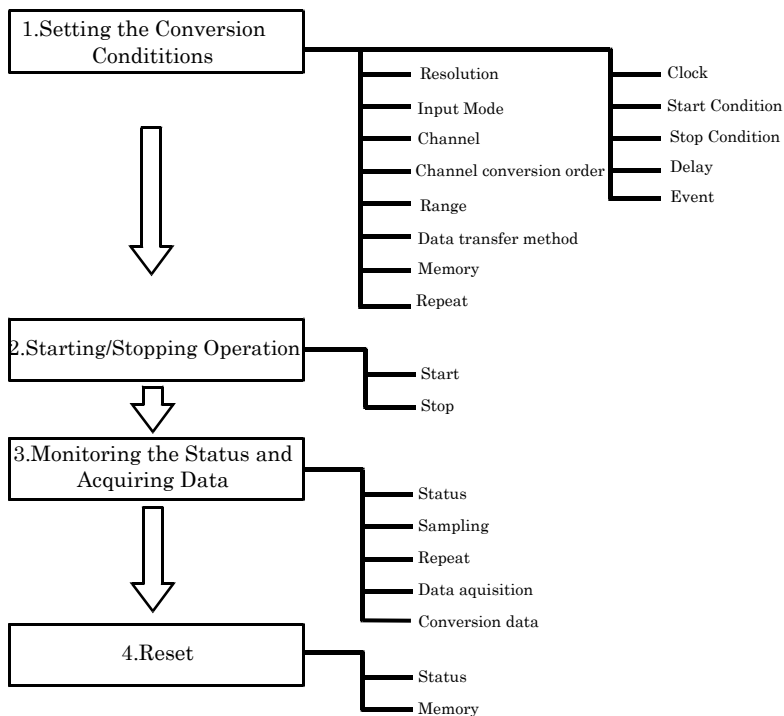 1.Setting the Conversion
Condititions
Resolution
Input Mode
Channel
Channel conversion order
Range
Data transfer method
Memory
Repeat
Clock
Start Condition
Stop Condition
Delay
Event
2.Starting/Stopping Operation
Start
Stop
3.Monitoring the Status and
Acquiring Data
Status
Sampling
Repeat
Data aquisition
Conversion data
4.Reset
Status
Memory